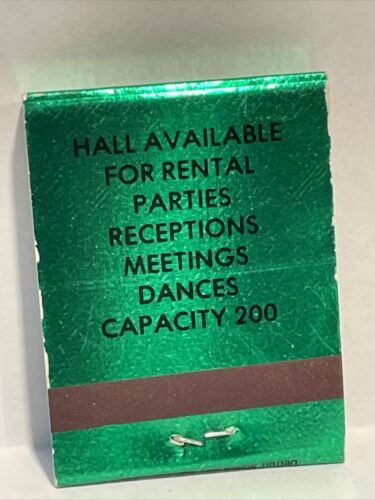 HALL AVAILABLE
FOR RENTAL
PARTIES
RECEPTIONS
MEETINGS
DANCES
CAPACITY 200